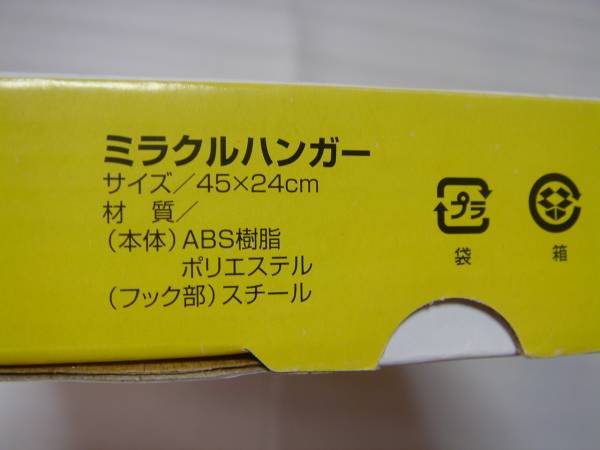 ミラクルハンガー
サイズ／45×24cm
材　質／
（本体）ABS樹脂
ポリエステル
（フック部）スチール
プラ
袋
箱